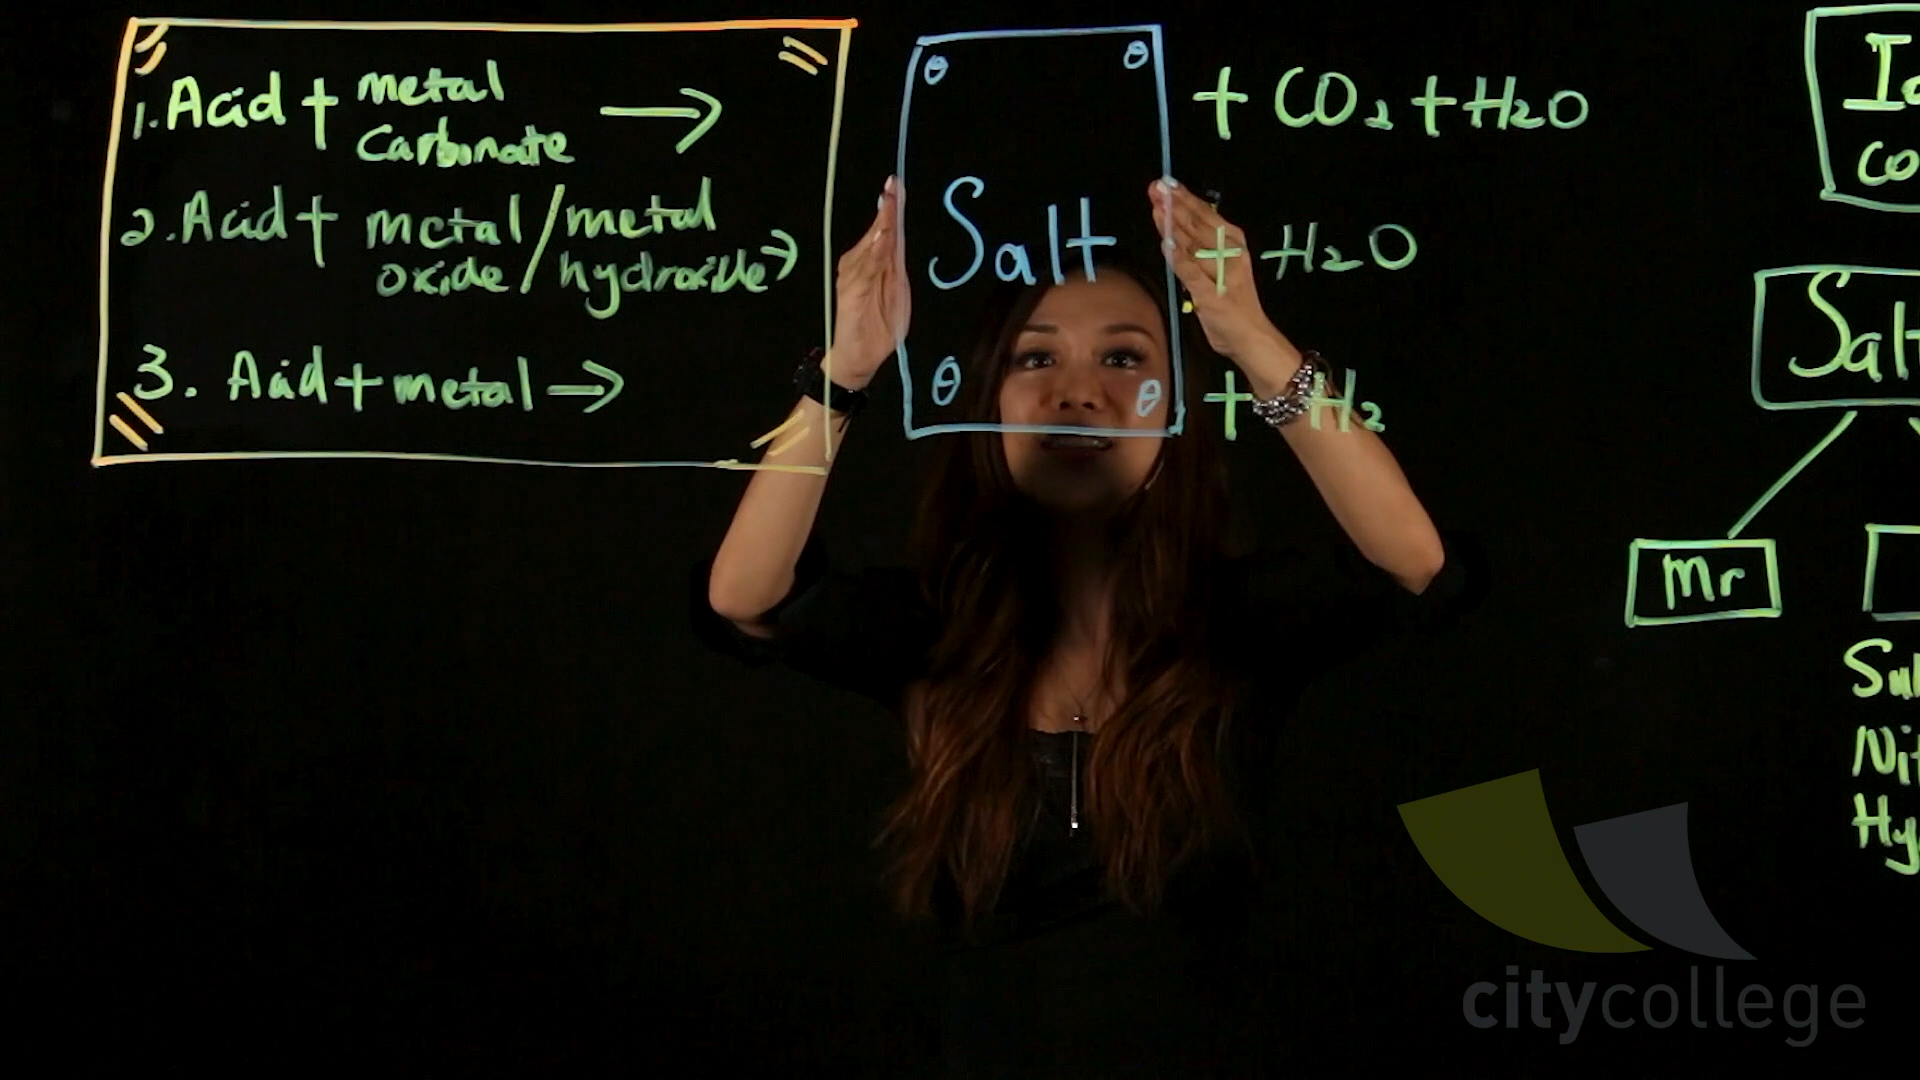 1. Acid + metal carbonate → Salt + CO2 + H2O
2. Acid + metal oxide / metal hydroxide → + H2O
3. Acid + metal → + H2
Salt
Mr
citycollege